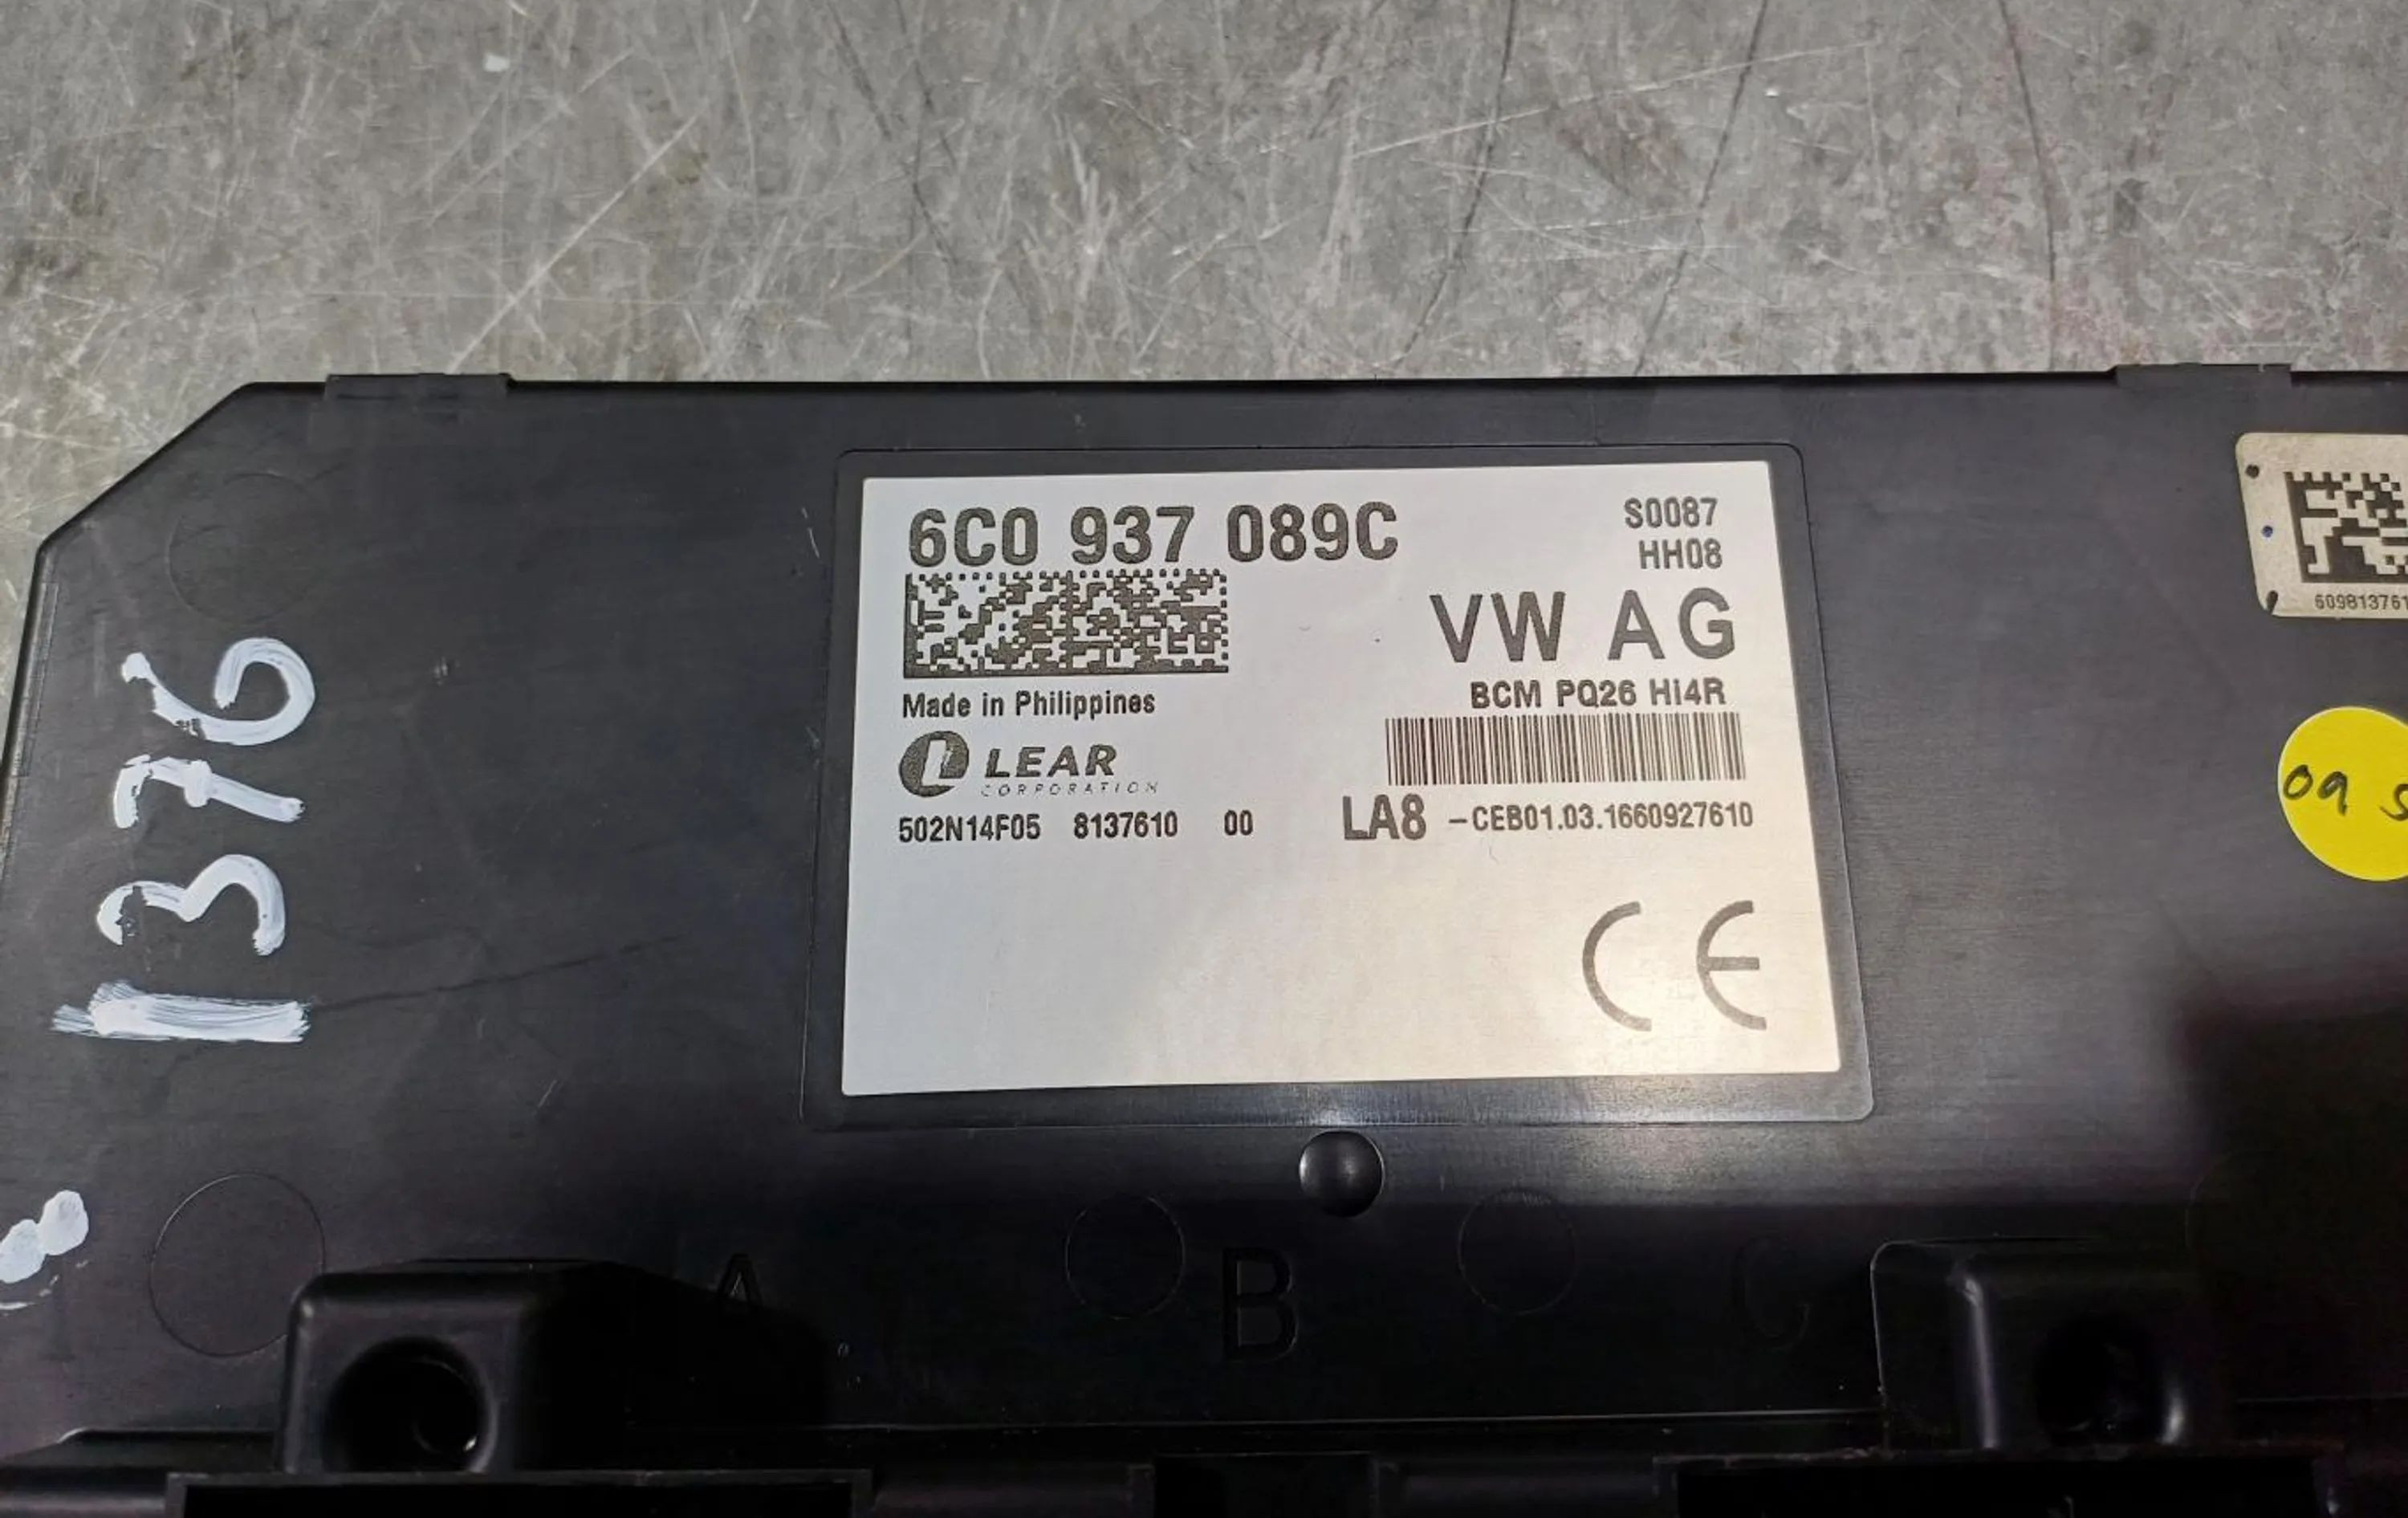 6C0 937 089C
S0087
HH08
VW AG
Made in Philippines
BCM PQ26 Hi4R
LEAR
CORPORATION
502N14F05 8137610 00
LA8 -CEB01.03.1660927610
CE
1376
609813761
09 S
A
B
C